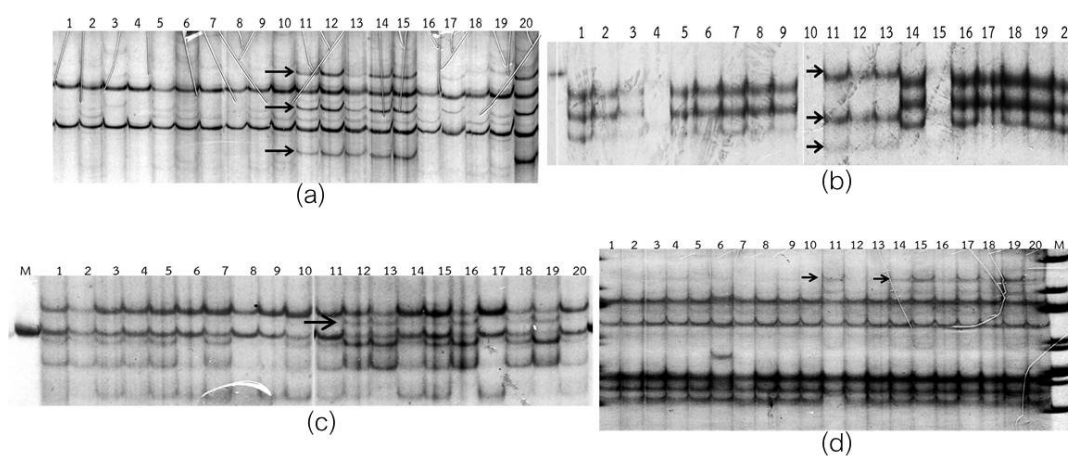 1 2 3 4 5 6 7 8 9 10 11 12 13 14 15 16 17 18 19 20
(a)
1 2 3 4 5 6 7 8 9 10 11 12 13 14 15 16 17 18 19 2
(b)
M 1 2 3 4 5 6 7 8 9 10 11 12 13 14 15 16 17 18 19 20
(c)
1 2 3 4 5 6 7 8 9 10 11 12 13 14 15 16 17 18 19 20 M
(d)